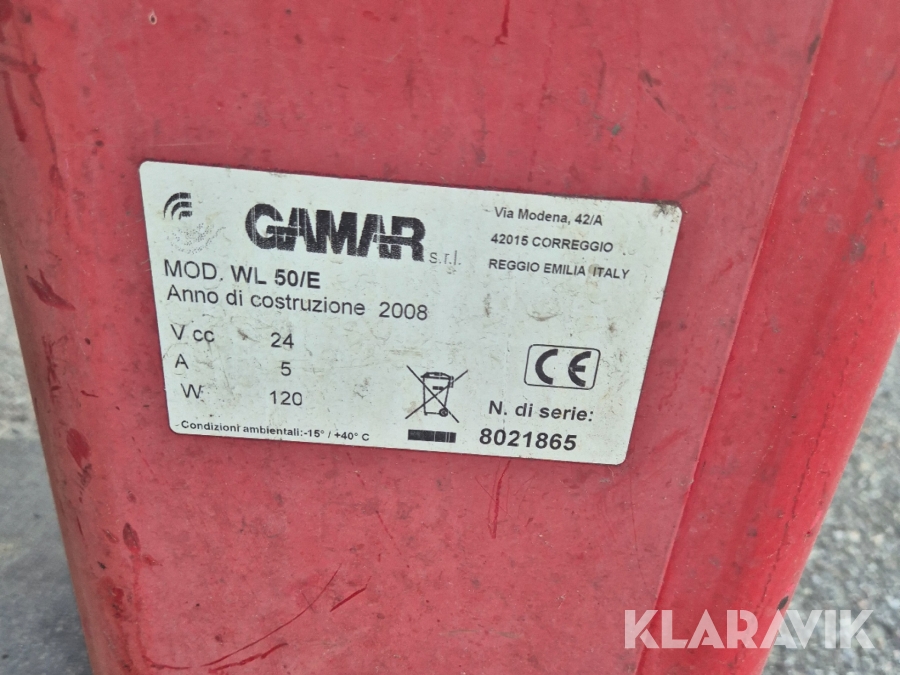 GAMAR s.r.l.
Via Modena, 42/A
42015 CORREGGIO
REGGIO EMILIA ITALY
MOD. WL 50/E
Anno di costruzione 2008
V cc 24
A 5
W 120
Condizioni ambientali:-15° / +40° C
CE
N. di serie:
8021865
KLARAVIK